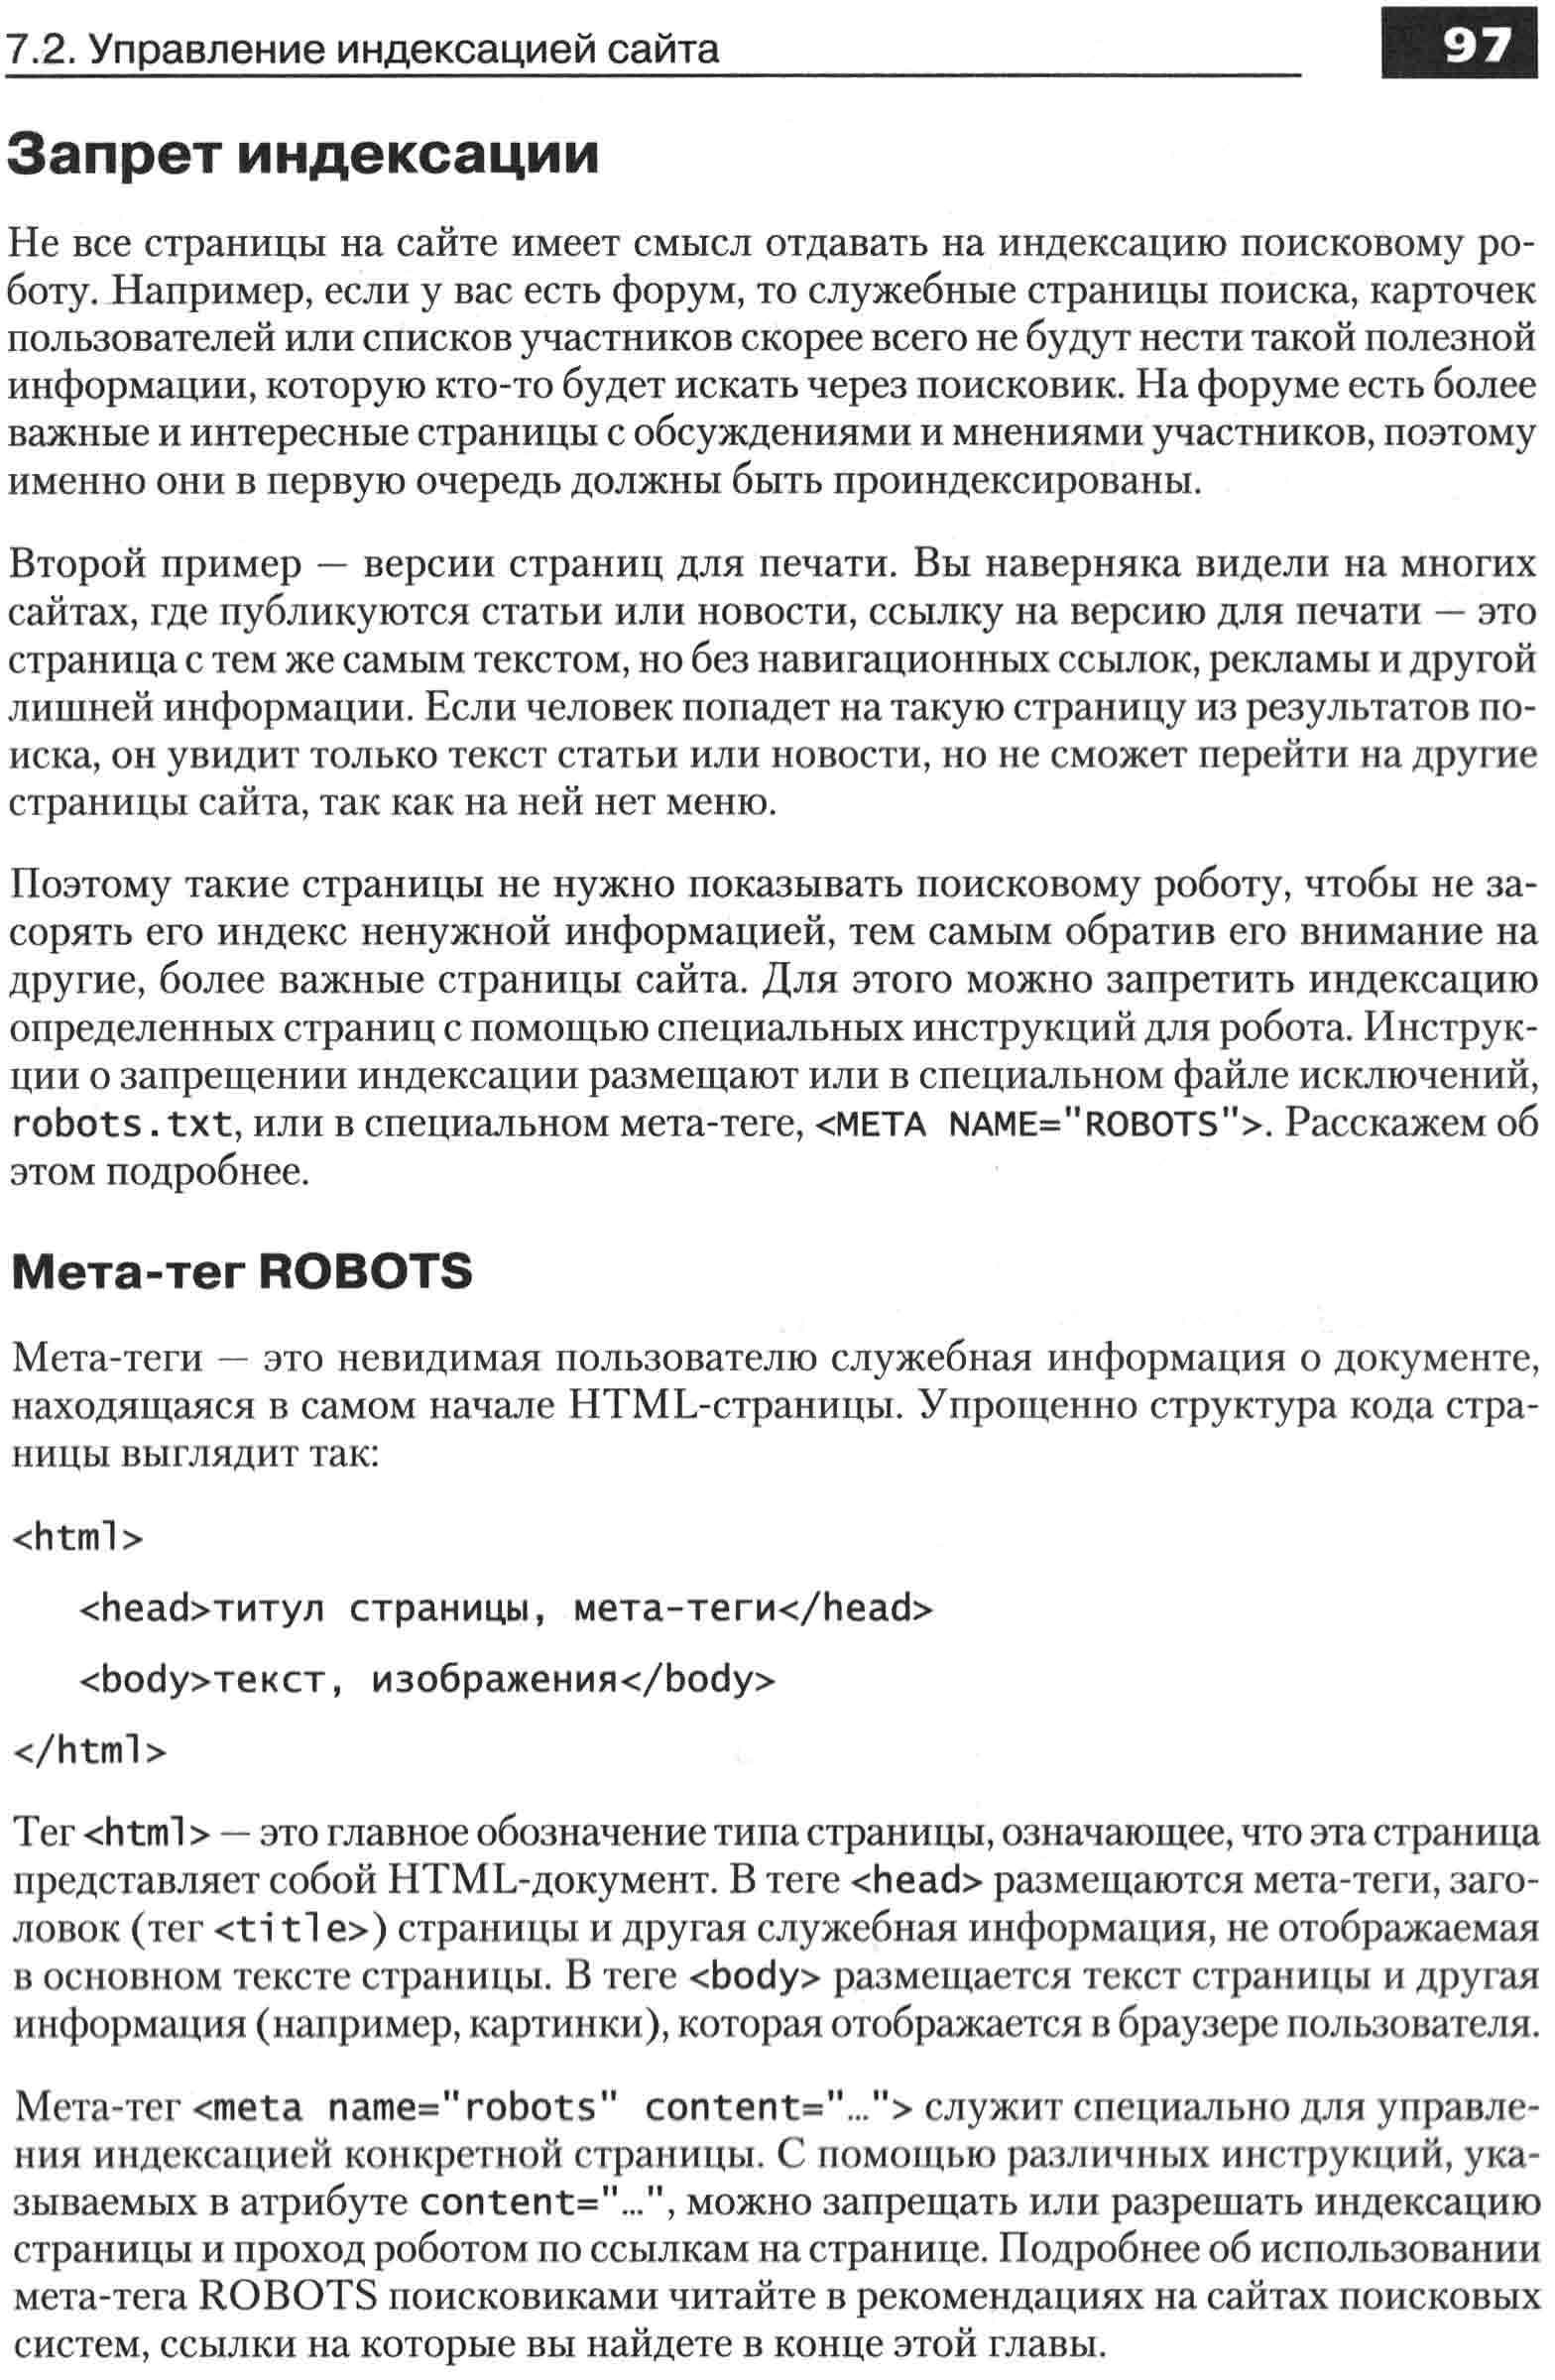 7.2. Управление индексацией сайта 97
Запрет индексации
Не все страницы на сайте имеет смысл отдавать на индексацию поисковому ро-
боту. Например, если у вас есть форум, то служебные страницы поиска, карточек
пользователей или списков участников скорее всего не будут нести такой полезной
информации, которую кто-то будет искать через поисковик. На форуме есть более
важные и интересные страницы с обсуждениями и мнениями участников, поэтому
именно они в первую очередь должны быть проиндексированы.
Второй пример — версии страниц для печати. Вы наверняка видели на многих
сайтах, где публикуются статьи или новости, ссылку на версию для печати — это
страница с тем же самым текстом, но без навигационных ссылок, рекламы и другой
лишней информации. Если человек попадет на такую страницу из результатов по-
иска, он увидит только текст статьи или новости, но не сможет перейти на другие
страницы сайта, так как на ней нет меню.
Поэтому такие страницы не нужно показывать поисковому роботу, чтобы не за-
сорять его индекс ненужной информацией, тем самым обратив его внимание на
другие, более важные страницы сайта. Для этого можно запретить индексацию
определенных страниц с помощью специальных инструкций для робота. Инструк-
ции о запрещении индексации размещают или в специальном файле исключений,
robots.txt, или в специальном мета-теге, <META NAME="ROBOTS">. Расскажем об
этом подробнее.
Мета-тег ROBOTS
Мета-теги — это невидимая пользователю служебная информация о документе,
находящаяся в самом начале HTML-страницы. Упрощенно структура кода стра-
ницы выглядит так:
<html>
<head>титул страницы, мета-теги</head>
<body>текст, изображения</body>
</html>
Тег <html> — это главное обозначение типа страницы, означающее, что эта страница
представляет собой HTML-документ. В теге <head> размещаются мета-теги, заго-
ловок (тег <title>) страницы и другая служебная информация, не отображаемая
в основном тексте страницы. В теге <body> размещается текст страницы и другая
информация (например, картинки), которая отображается в браузере пользователя.
Мета-тег <meta name="robots" content="…"> служит специально для управле-
ния индексацией конкретной страницы. С помощью различных инструкций, ука-
зываемых в атрибуте content="…", можно запрещать или разрешать индексацию
страницы и проход роботом по ссылкам на странице. Подробнее об использовании
мета-тега ROBOTS поисковиками читайте в рекомендациях на сайтах поисковых
систем, ссылки на которые вы найдете в конце этой главы.